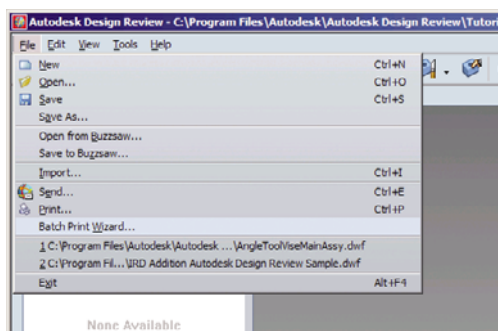 Autodesk Design Review - C:\Program Files\Autodesk\Autodesk Design Review\Tutori
File Edit View Tools Help
New Ctrl+N
Open... Ctrl+O
Save Ctrl+S
Save As...
Open from Buzzsaw...
Save to Buzzsaw...
Import... Ctrl+I
Send... Ctrl+E
Print... Ctrl+P
Batch Print Wizard...
1 C:\Program Files\Autodesk\Autodesk ...\AngleToolViseMainAssy.dwf
2 C:\Program Fil...\IRD Addition Autodesk Design Review Sample.dwf
Exit Alt+F4
None Available